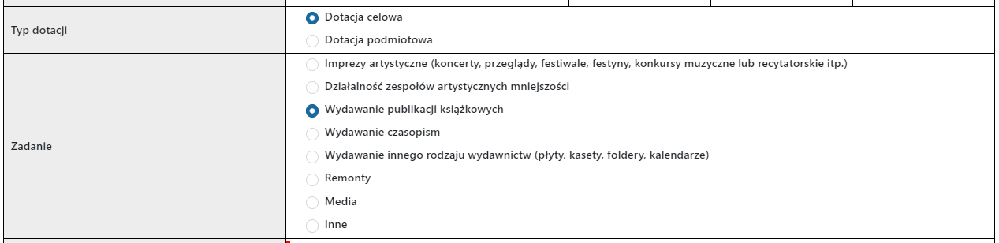 Typ dotacji
Dotacja celowa
Dotacja podmiotowa
Zadanie
Imprezy artystyczne (koncerty, przeglądy, festiwale, festyny, konkursy muzyczne lub recytatorskie itp.)
Działalność zespołów artystycznych mniejszości
Wydawanie publikacji książkowych
Wydawanie czasopism
Wydawanie innego rodzaju wydawnictw (płyty, kasety, foldery, kalendarze)
Remonty
Media
Inne